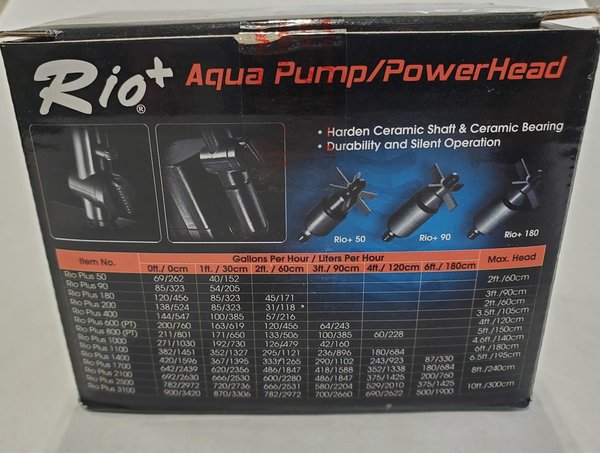 Rio+® Aqua Pump/PowerHead
• Harden Ceramic Shaft & Ceramic Bearing
• Durability and Silent Operation
Rio+ 50 Rio+ 90 Rio+ 180
Item No. Gallons Per Hour / Liters Per Hour Max. Head
0ft./ 0cm 1ft./ 30cm 2ft./ 60cm 3ft./ 90cm 4ft./ 120cm 6ft./ 180cm
Rio Plus 50 69/262 40/152 2ft./60cm
Rio Plus 90 85/323 54/205
Rio Plus 180 120/456 85/323 45/171 3ft./90cm
Rio Plus 200 138/524 85/323 31/118 2ft./60cm
Rio Plus 400 144/547 100/385 57/216 3.5ft./105cm
Rio Plus 600 (PT) 200/760 163/619 120/456 64/243 4ft./120cm
Rio Plus 800 (PT) 211/801 171/650 133/506 100/385 60/228 5ft./150cm
Rio Plus 1000 271/1030 192/730 126/479 42/160 4.6ft./140cm
Rio Plus 1100 382/1451 352/1327 295/1121 236/896 180/684 6ft./180cm
Rio Plus 1400 420/1596 367/1395 333/1265 290/1102 243/923 87/330 6.5ft./195cm
Rio Plus 1700 642/2439 620/2356 486/1847 418/1588 352/1338 180/684 8ft./240cm
Rio Plus 2100 692/2630 666/2530 600/2280 486/1847 375/1425 200/760
Rio Plus 2500 782/2972 720/2736 666/2531 580/2204 529/2010 375/1425 10ft./300cm
Rio Plus 3100 900/3420 870/3306 782/2972 700/2660 690/2622 500/1900